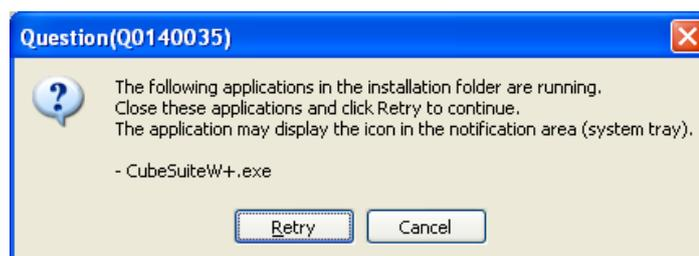 Question(Q0140035)
The following applications in the installation folder are running.
Close these applications and click Retry to continue.
The application may display the icon in the notification area (system tray).
- CubeSuiteW+.exe
Retry
Cancel